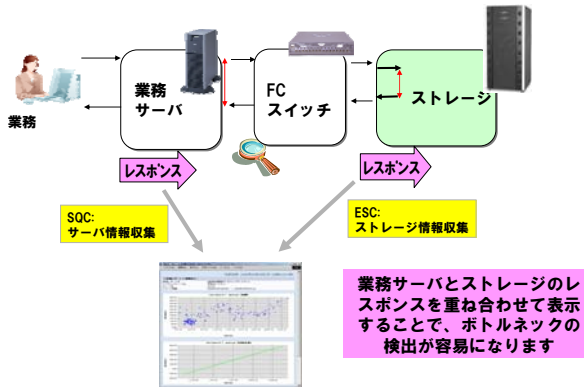 業務
業務
サーバ
FC
スイッチ
ストレージ
レスポンス
レスポンス
SQC:
サーバ情報収集
ESC:
ストレージ情報収集
業務サーバとストレージのレ
スポンスを重ね合わせて表示
することで、ボトルネックの
検出が容易になります